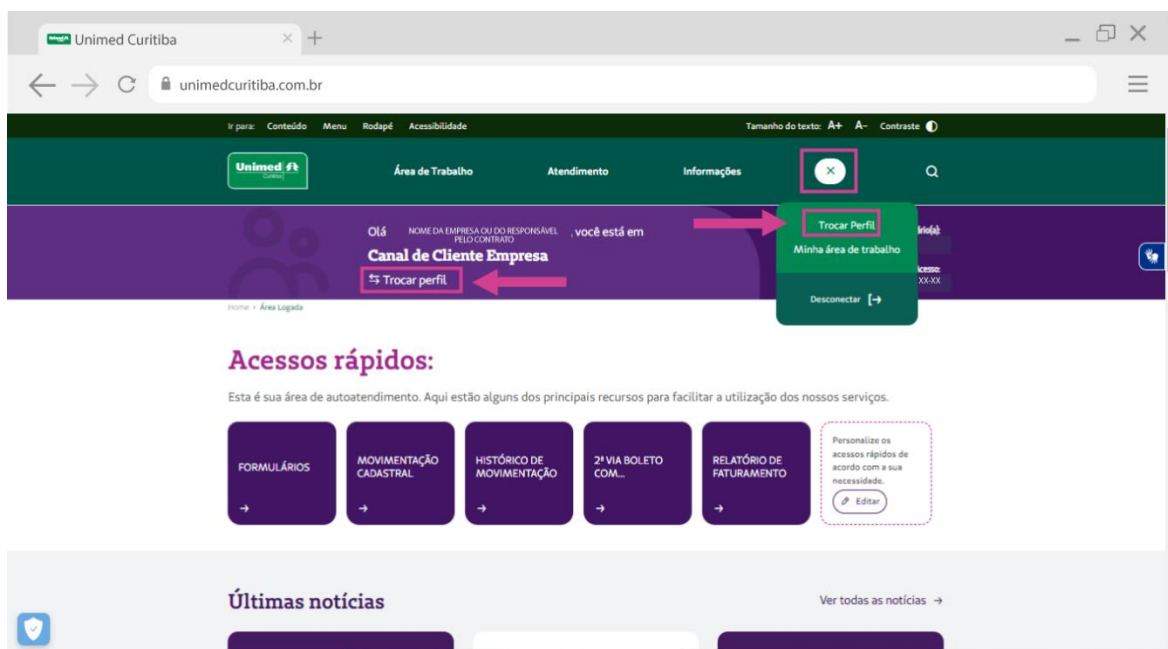 Unimed Curitiba
unimedcuritiba.com.br
Ir para: Conteúdo Menu Rodapé Acessibilidade
Tamanho do texto: A+ A- Contraste
Unimed
Curitiba
Área de Trabalho Atendimento Informações
Olá NOME DA EMPRESA OU DO RESPONSÁVEL PELO CONTRATO , você está em
Canal de Cliente Empresa
Trocar perfil
Trocar Perfil
Minha área de trabalho
Desconectar
XX-XX
Home > Área Logada
Acessos rápidos:
Esta é sua área de autoatendimento. Aqui estão alguns dos principais recursos para facilitar a utilização dos nossos serviços.
FORMULÁRIOS
MOVIMENTAÇÃO
CADASTRAL
HISTÓRICO DE
MOVIMENTAÇÃO
2ª VIA BOLETO
COM...
RELATÓRIO DE
FATURAMENTO
Personalize os
acessos rápidos de
acordo com a sua
necessidade.
Editar
Últimas notícias
Ver todas as notícias